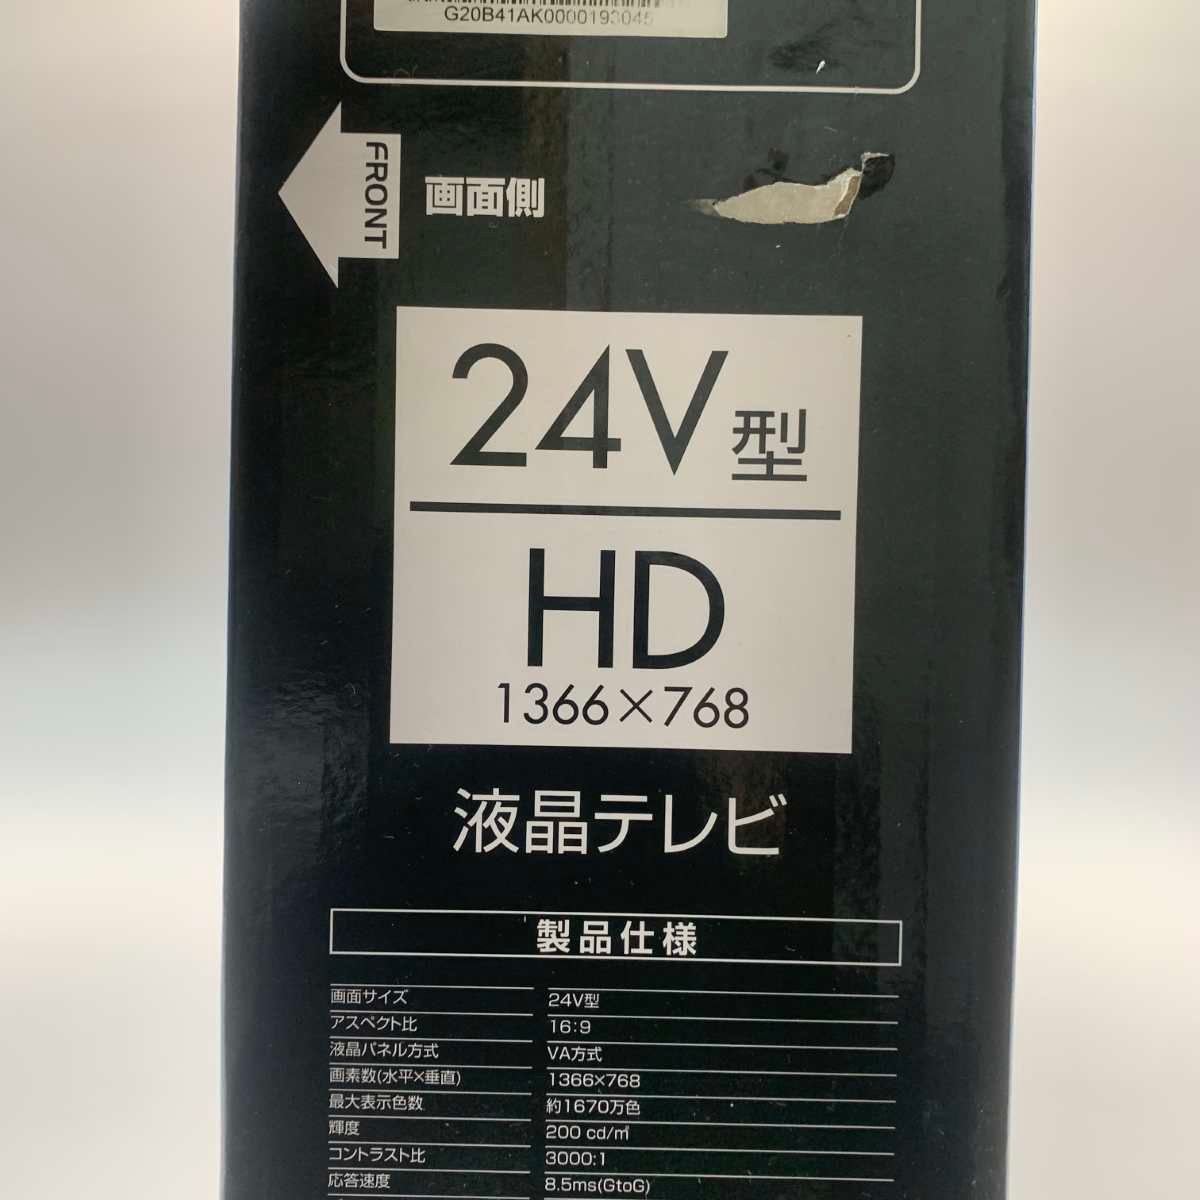 G20B41AK0000193045
FRONT
画面側
24V型
HD
1366×768
液晶テレビ
製品仕様
画面サイズ 24V型
アスペクト比 16:9
液晶パネル方式 VA方式
画素数(水平×垂直) 1366×768
最大表示色数 約1670万色
輝度 200 cd/㎡
コントラスト比 3000:1
応答速度 8.5ms(GtoG)